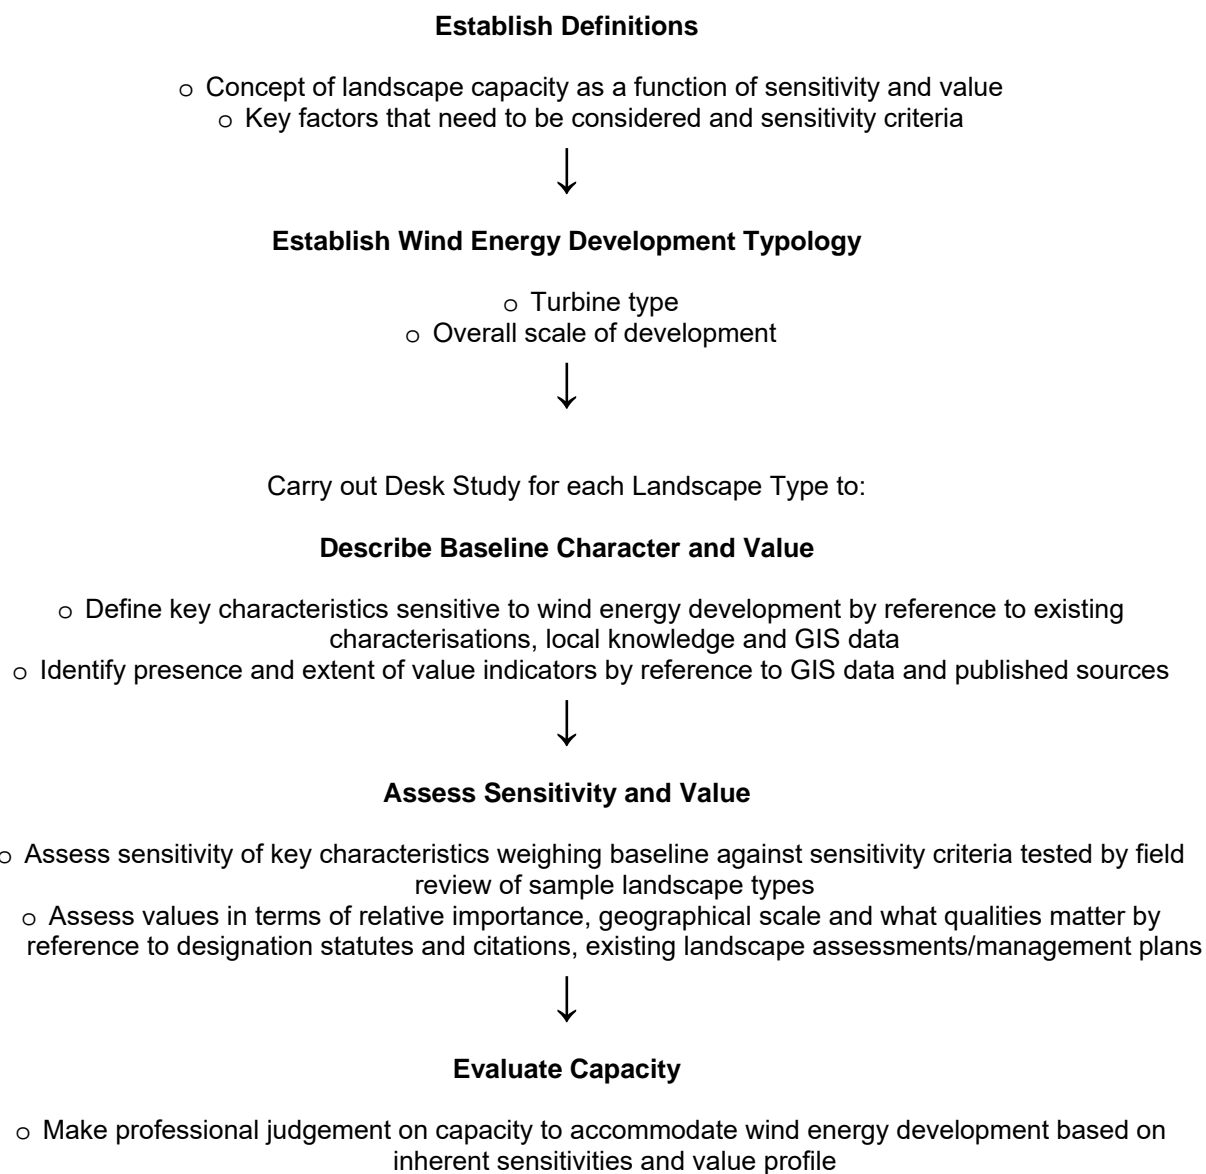 Establish Definitions
o Concept of landscape capacity as a function of sensitivity and value
o Key factors that need to be considered and sensitivity criteria
↓
Establish Wind Energy Development Typology
o Turbine type
o Overall scale of development
↓
Carry out Desk Study for each Landscape Type to:
Describe Baseline Character and Value
o Define key characteristics sensitive to wind energy development by reference to existing
characterisations, local knowledge and GIS data
o Identify presence and extent of value indicators by reference to GIS data and published sources
↓
Assess Sensitivity and Value
o Assess sensitivity of key characteristics weighing baseline against sensitivity criteria tested by field
review of sample landscape types
o Assess values in terms of relative importance, geographical scale and what qualities matter by
reference to designation statutes and citations, existing landscape assessments/management plans
↓
Evaluate Capacity
o Make professional judgement on capacity to accommodate wind energy development based on
inherent sensitivities and value profile